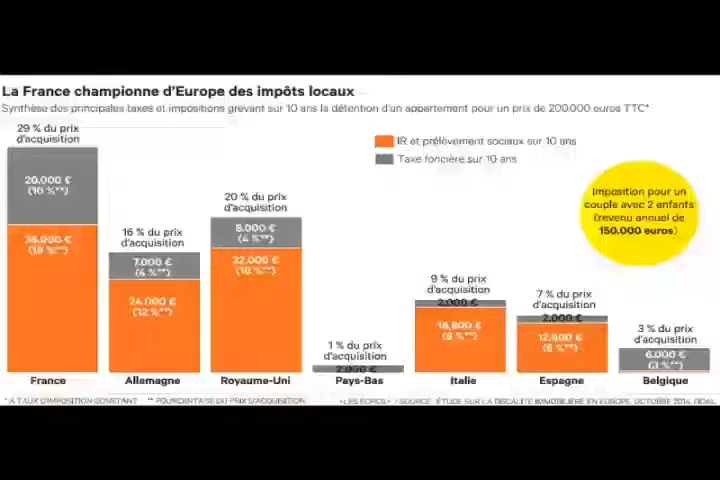 La France championne d'Europe des impôts locaux
Synthèse des principales taxes et impositions grevant sur 10 ans la détention d'un appartement pour un prix de 200.000 euros TTC*
29 % du prix
d'acquisition
20.000 €
(10 %**)
38.000 €
(19 %**)
France
16 % du prix
d'acquisition
7.000 €
(4 %**)
24.000 €
(12 %**)
Allemagne
20 % du prix
d'acquisition
8.000 €
(4 %**)
32.000 €
(16 %**)
Royaume-Uni
1 % du prix
d'acquisition
2.000 €
Pays-Bas
9 % du prix
d'acquisition
2.000 €
(8 %**)
Italie
7 % du prix
d'acquisition
2.000 €
12.800 €
(6 %**)
Espagne
3 % du prix
d'acquisition
6.000 €
(3 %**)
Belgique
IR et prélèvement sociaux sur 10 ans
Taxe foncière sur 10 ans
Imposition pour un
couple avec 2 enfants
(revenu annuel de
150.000 euros)
* A TAUX D'IMPOSITION CONSTANT ** POURCENTAGE DU PRIX D'ACQUISITION
«LES ECHOS» / SOURCE : ÉTUDE SUR LA FISCALITÉ IMMOBILIÈRE EN EUROPE, OCTOBRE 2014, FIDAL